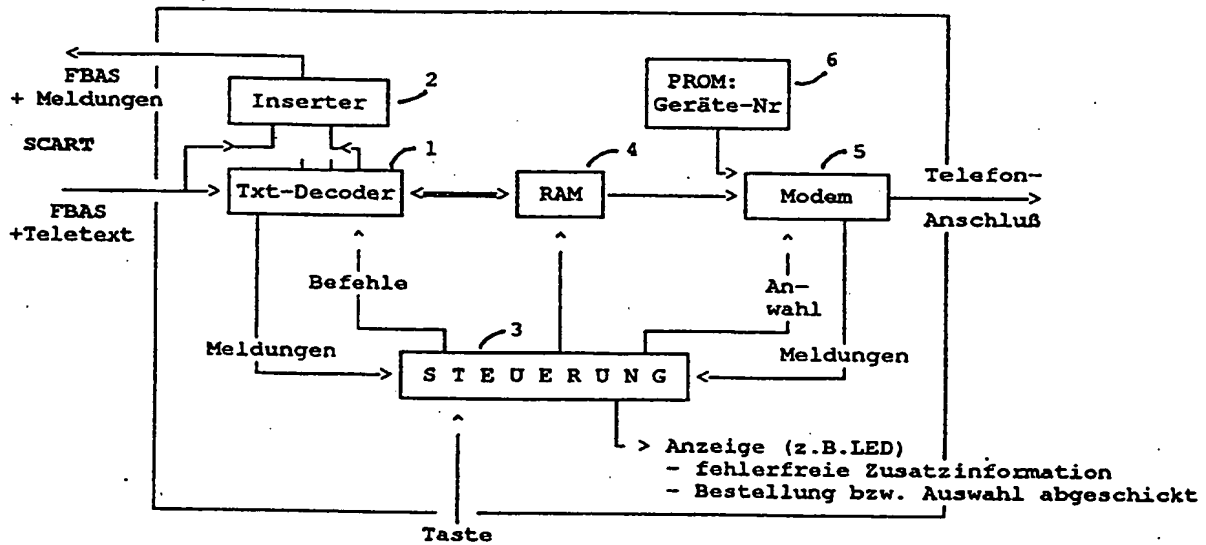 FBAS
+ Meldungen
SCART
FBAS
+Teletext
2
Inserter
1
Txt-Decoder
4
RAM
6
PROM:
Geräte-Nr
5
Modem
Telefon-
Anschluß
Befehle
An-
wahl
Meldungen
Meldungen
3
STEUERUNG
Anzeige (z.B.LED)
- fehlerfreie Zusatzinformation
- Bestellung bzw. Auswahl abgeschickt
Taste